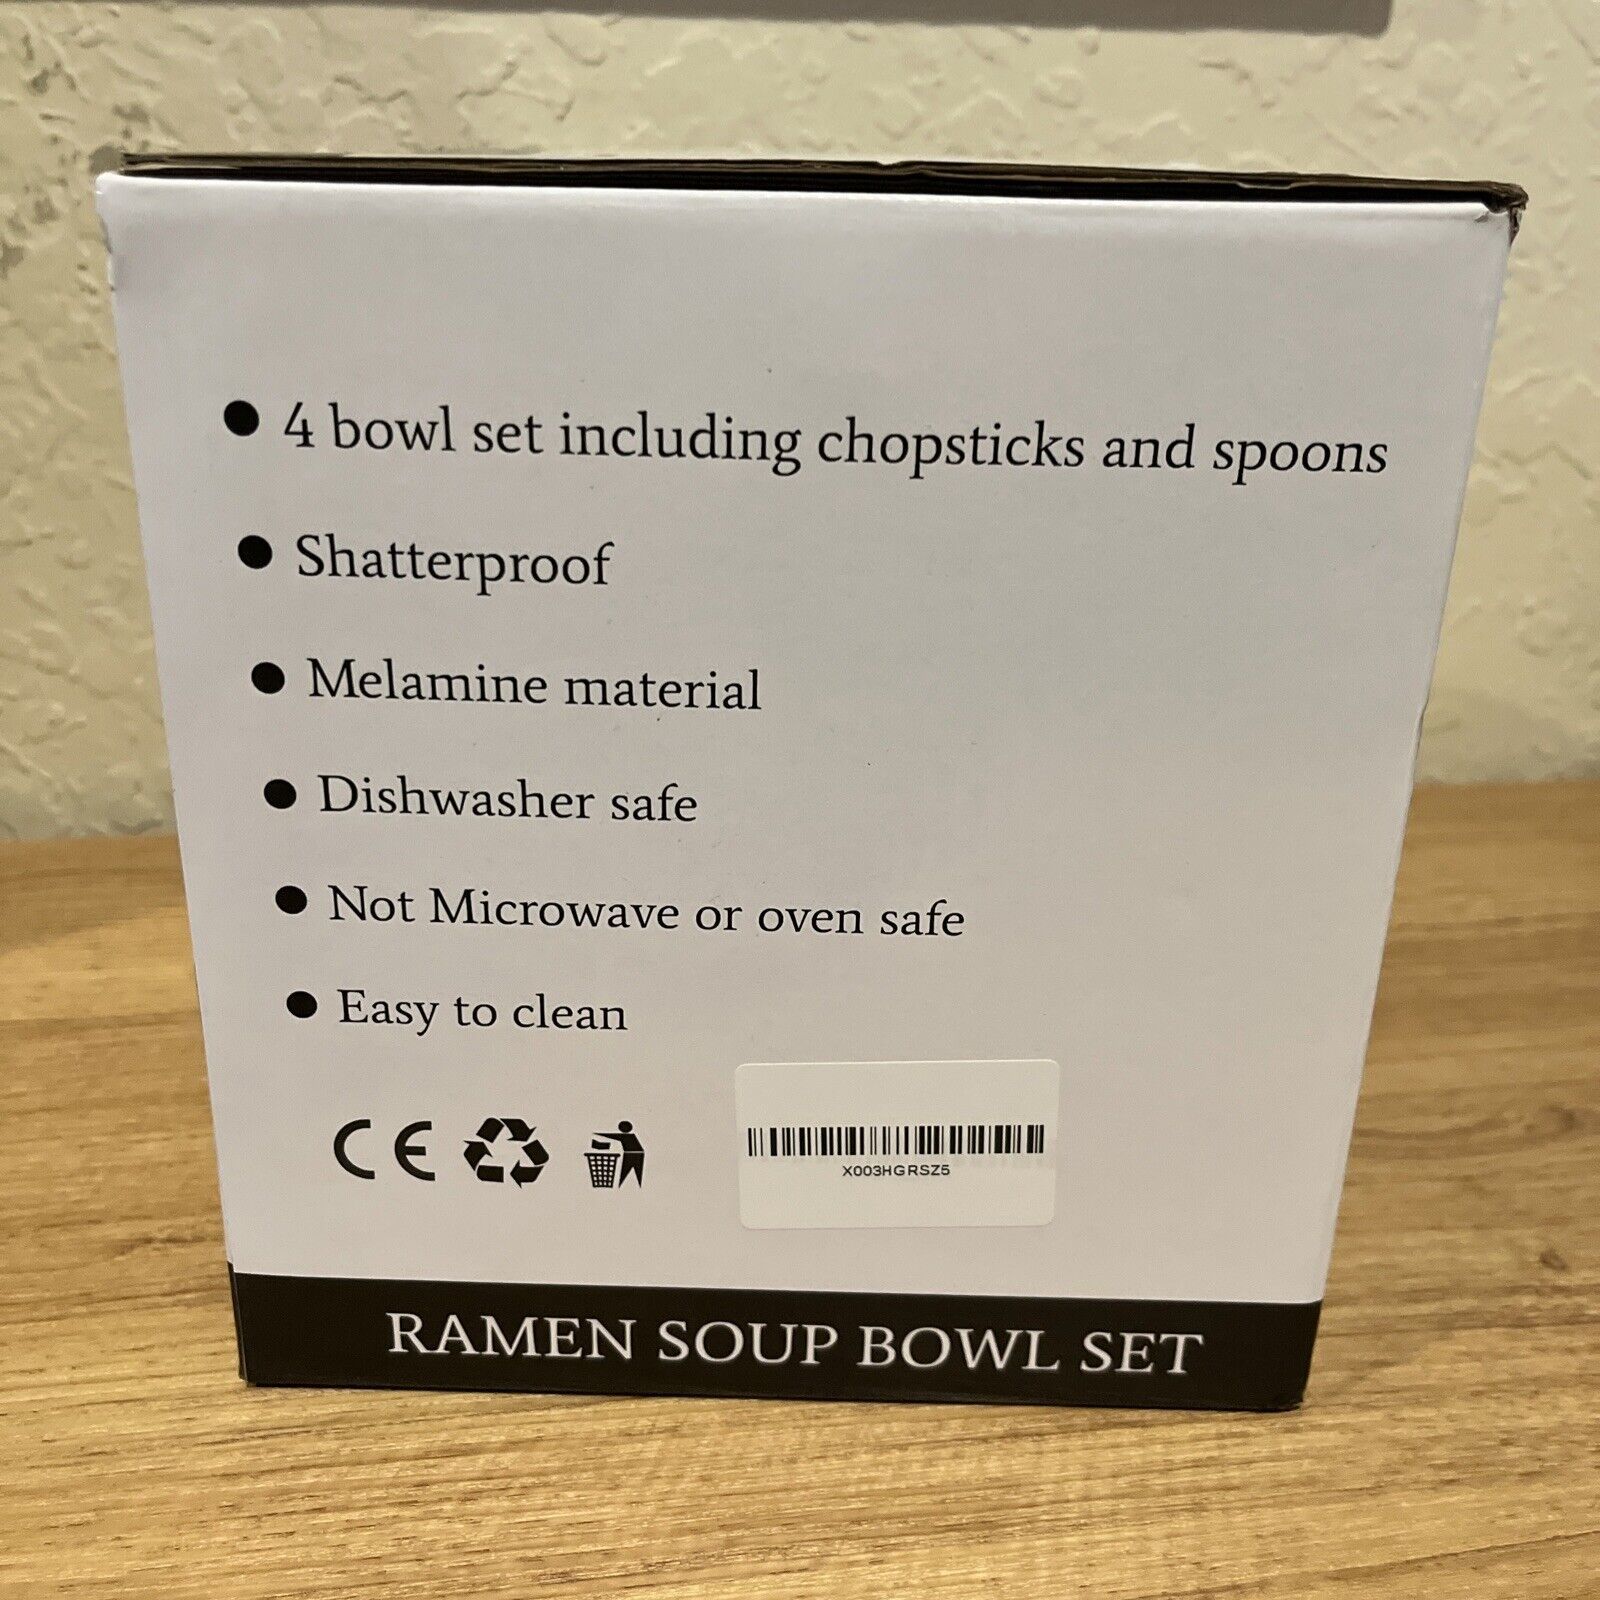 ● 4 bowl set including chopsticks and spoons
● Shatterproof
● Melamine material
● Dishwasher safe
● Not Microwave or oven safe
● Easy to clean
CE
X003HGRSZ5
RAMEN SOUP BOWL SET